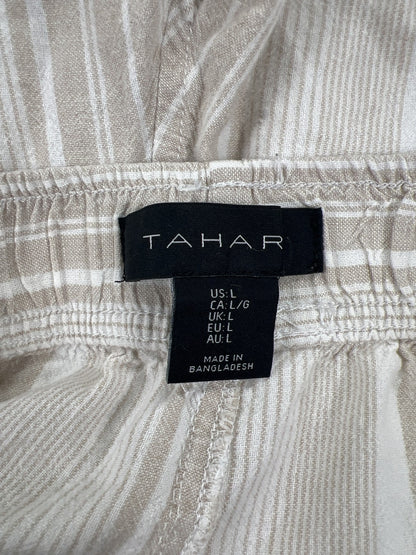 TAHAR
US: L
CA: L/G
UK: L
EU: L
AU: L
MADE IN
BANGLADESH